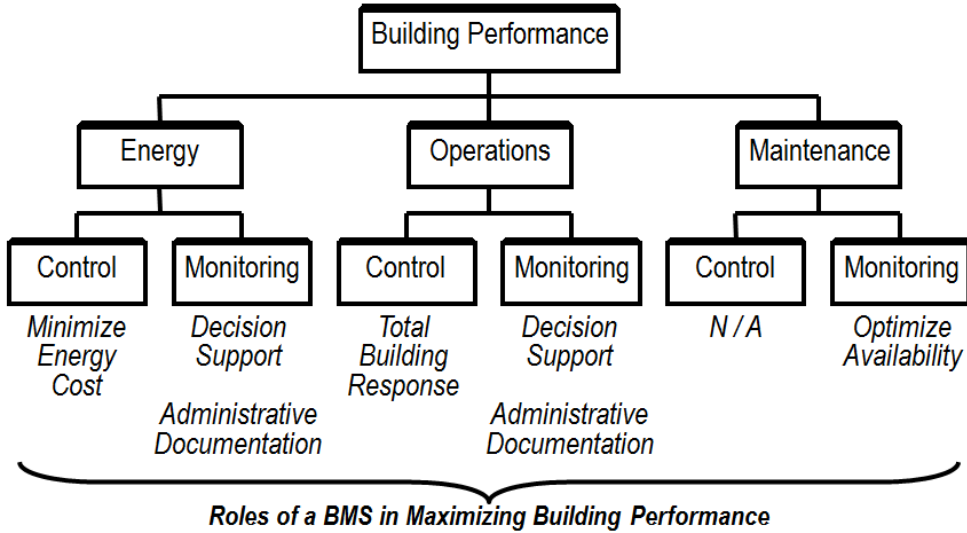 Building Performance
Energy
Operations
Maintenance
Control
Monitoring
Control
Monitoring
Control
Monitoring
Minimize
Energy
Cost
Decision
Support
Administrative
Documentation
Total
Building
Response
Decision
Support
Administrative
Documentation
N / A
Optimize
Availability
Roles of a BMS in Maximizing Building Performance